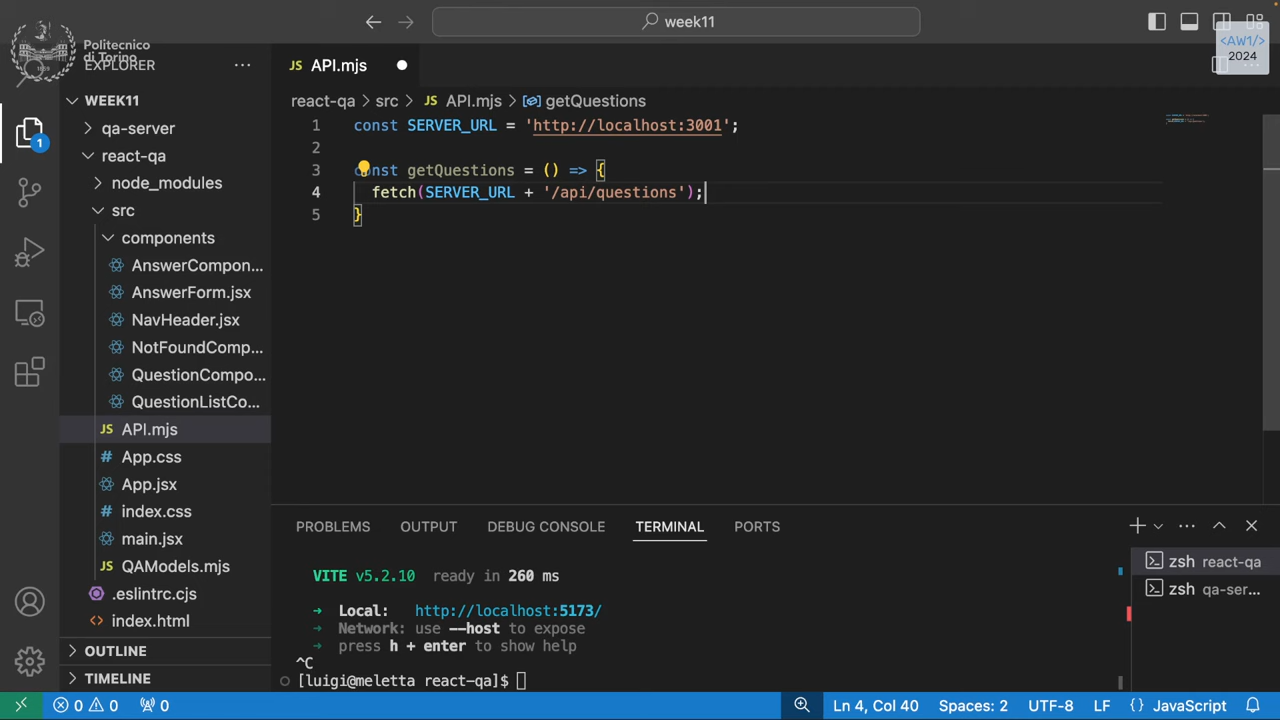 week11
Politecnico
di Torino
<AW1/>
2024
EXPLORER
API.mjs
react-qa > src > JS API.mjs > getQuestions
WEEK11
qa-server
react-qa
node_modules
src
components
AnswerCompon...
AnswerForm.jsx
NavHeader.jsx
NotFoundComp...
QuestionCompo...
QuestionListCo...
JS API.mjs
# App.css
App.jsx
# index.css
main.jsx
JS QAModels.mjs
.eslintrc.cjs
<> index.html
OUTLINE
TIMELINE
1 const SERVER_URL = 'http://localhost:3001';
2
3 const getQuestions = () => {
4 fetch(SERVER_URL + '/api/questions');
5 }
PROBLEMS OUTPUT DEBUG CONSOLE TERMINAL PORTS
VITE v5.2.10 ready in 260 ms
➜ Local: http://localhost:5173/
➜ Network: use --host to expose
➜ press h + enter to show help
^C
[luigi@meletta react-qa]$
zsh react-qa
zsh qa-ser...
1
0 0 0 Ln 4, Col 40 Spaces: 2 UTF-8 LF {} JavaScript